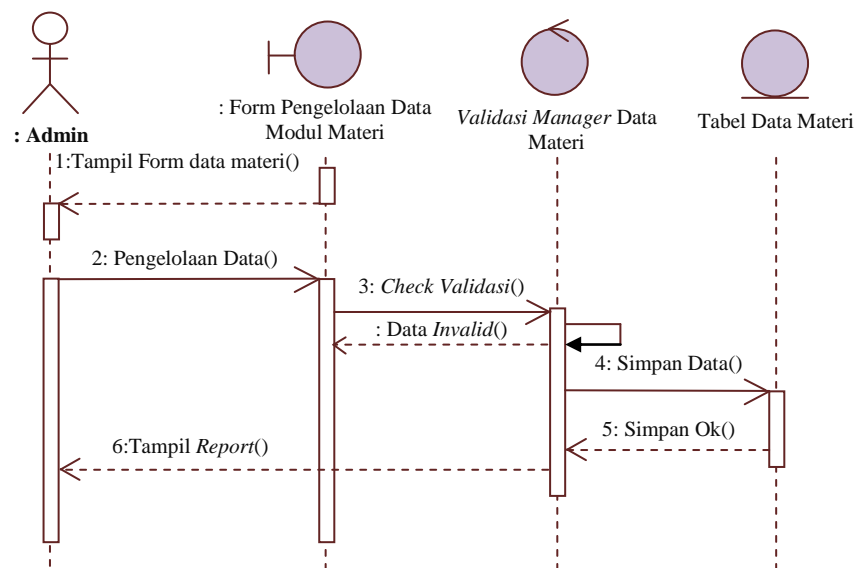 : Admin
: Form Pengelolaan Data
Modul Materi
Validasi Manager Data
Materi
Tabel Data Materi
1:Tampil Form data materi()
2: Pengelolaan Data()
3: Check Validasi()
: Data Invalid()
4: Simpan Data()
5: Simpan Ok()
6:Tampil Report()